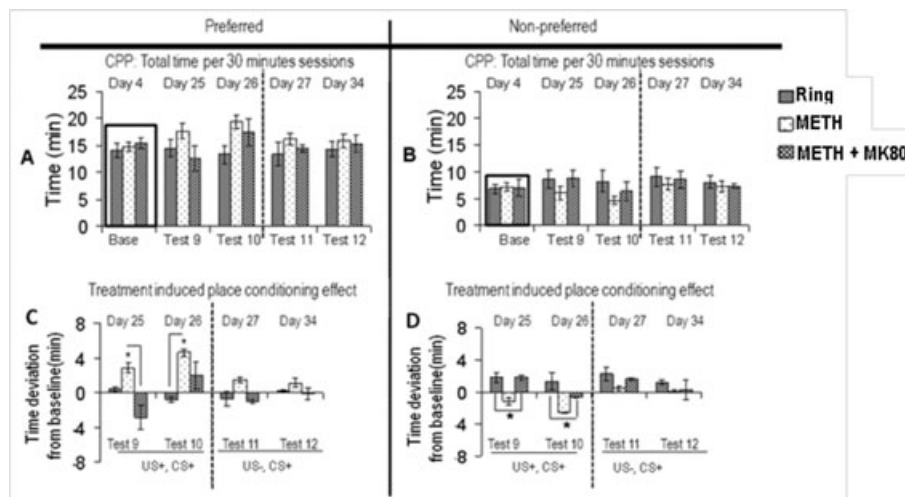 Preferred Non-preferred
CPP: Total time per 30 minutes sessions CPP: Total time per 30 minutes sessions
Day 4 Day 25 Day 26 Day 27 Day 34 Day 4 Day 25 Day 26 Day 27 Day 34
Ring
METH
METH + MK80
A
Time (min)
25
20
15
10
5
0
Base Test 9 Test 10 Test 11 Test 12
B
Time (min)
25
20
15
10
5
0
Base Test 9 Test 10 Test 11 Test 12
Treatment induced place conditioning effect Treatment induced place conditioning effect
C
Day 25 Day 26 Day 27 Day 34
Time deviation
from baseline(min)
8
4
0
-4
-8
* *
Test 9 Test 10 Test 11 Test 12
US+, CS+ US-, CS+
D
Day 25 Day 26 Day 27 Day 34
Time deviation
from baseline(min)
8
4
0
-4
-8
* *
Test 9 Test 10 Test 11 Test 12
US+, CS+ US-, CS+